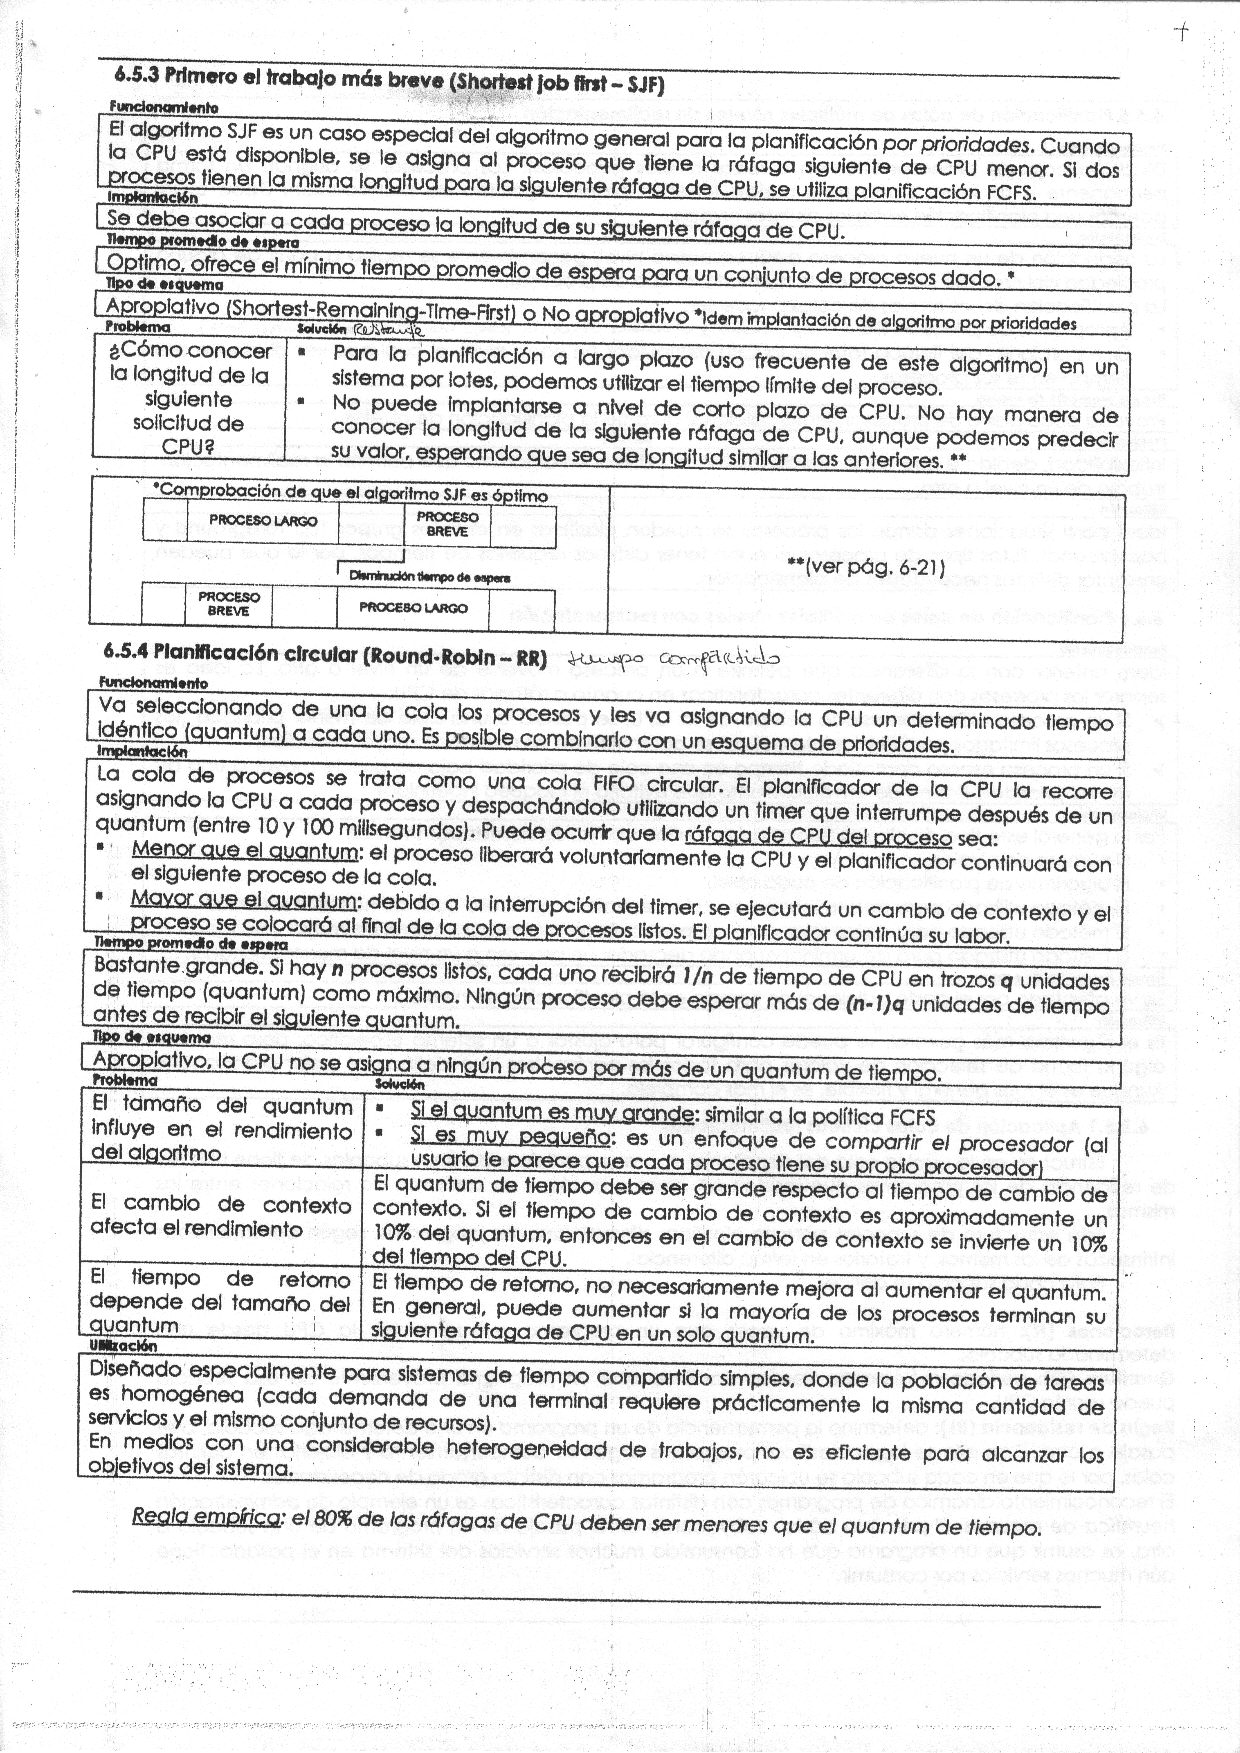 +
6.5.3 Primero el trabajo más breve (Shortest job first – SJF)
Funcionamiento
El algoritmo SJF es un caso especial del algoritmo general para la planificación por prioridades. Cuando
la CPU está disponible, se le asigna al proceso que tiene la ráfaga siguiente de CPU menor. Si dos
procesos tienen la misma longitud para la siguiente ráfaga de CPU, se utiliza planificación FCFS.
Implantación
Se debe asociar a cada proceso la longitud de su siguiente ráfaga de CPU.
Tiempo promedio de espera
Optimo, ofrece el mínimo tiempo promedio de espera para un conjunto de procesos dado. *
Tipo de esquema
Apropiativo (Shortest-Remaining-Time-First) o No apropiativo *Idem implantación de algoritmo por prioridades
Problema
Solución Restante
¿Cómo conocer
la longitud de la
siguiente
solicitud de
CPU?
▪ Para la planificación a largo plazo (uso frecuente de este algoritmo) en un
sistema por lotes, podemos utilizar el tiempo límite del proceso.
▪ No puede implantarse a nivel de corto plazo de CPU. No hay manera de
conocer la longitud de la siguiente ráfaga de CPU, aunque podemos predecir
su valor, esperando que sea de longitud similar a las anteriores. **
*Comprobación de que el algoritmo SJF es óptimo
PROCESO LARGO
PROCESO
BREVE
Disminución tiempo de espera
PROCESO
BREVE
PROCESO LARGO
**(ver pág. 6-21)
6.5.4 Planificación circular (Round-Robin – RR) tiempo compartido
Funcionamiento
Va seleccionando de una la cola los procesos y les va asignando la CPU un determinado tiempo
idéntico (quantum) a cada uno. Es posible combinarlo con un esquema de prioridades.
Implantación
La cola de procesos se trata como una cola FIFO circular. El planificador de la CPU la recorre
asignando la CPU a cada proceso y despachándolo utilizando un timer que interrumpe después de un
quantum (entre 10 y 100 milisegundos). Puede ocurrir que la ráfaga de CPU del proceso sea:
▪ Menor que el quantum: el proceso liberará voluntariamente la CPU y el planificador continuará con
el siguiente proceso de la cola.
▪ Mayor que el quantum: debido a la interrupción del timer, se ejecutará un cambio de contexto y el
proceso se colocará al final de la cola de procesos listos. El planificador continúa su labor.
Tiempo promedio de espera
Bastante grande. Si hay n procesos listos, cada uno recibirá 1/n de tiempo de CPU en trozos q unidades
de tiempo (quantum) como máximo. Ningún proceso debe esperar más de (n-1)q unidades de tiempo
antes de recibir el siguiente quantum.
Tipo de esquema
Apropiativo, la CPU no se asigna a ningún proceso por más de un quantum de tiempo.
Problema
Solución
El tamaño del quantum
influye en el rendimiento
del algoritmo
▪ Si el quantum es muy grande: similar a la política FCFS
▪ Si es muy pequeño: es un enfoque de compartir el procesador (al
usuario le parece que cada proceso tiene su propio procesador)
El cambio de contexto
afecta el rendimiento
El quantum de tiempo debe ser grande respecto al tiempo de cambio de
contexto. Si el tiempo de cambio de contexto es aproximadamente un
10% del quantum, entonces en el cambio de contexto se invierte un 10%
del tiempo del CPU.
El tiempo de retorno
depende del tamaño del
quantum
El tiempo de retorno, no necesariamente mejora al aumentar el quantum.
En general, puede aumentar si la mayoría de los procesos terminan su
siguiente ráfaga de CPU en un solo quantum.
Utilización
Diseñado especialmente para sistemas de tiempo compartido simples, donde la población de tareas
es homogénea (cada demanda de una terminal requiere prácticamente la misma cantidad de
servicios y el mismo conjunto de recursos).
En medios con una considerable heterogeneidad de trabajos, no es eficiente para alcanzar los
objetivos del sistema.
Regla empírica: el 80% de las ráfagas de CPU deben ser menores que el quantum de tiempo.